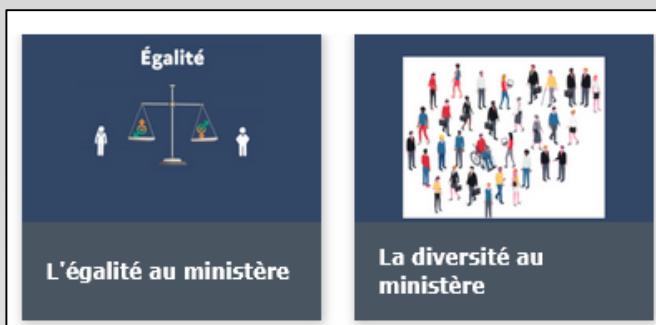 Égalité
L'égalité au ministère
La diversité au
ministère